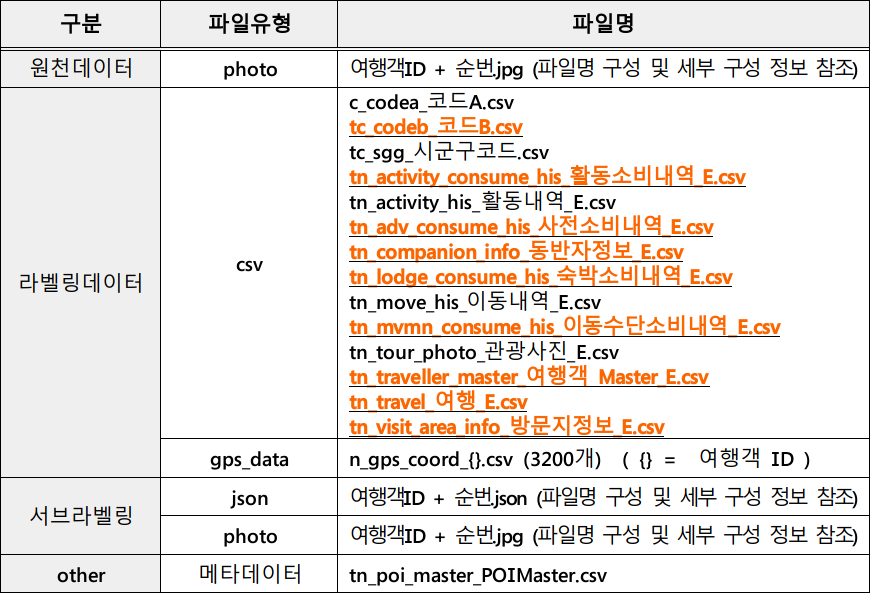 구분 파일유형 파일명
원천데이터 photo 여행객ID + 순번.jpg (파일명 구성 및 세부 구성 정보 참조)
라벨링데이터 csv
c_codea_코드A.csv
tc_codeb_코드B.csv
tc_sgg_시군구코드.csv
tn_activity_consume_his_활동소비내역_E.csv
tn_activity_his_활동내역_E.csv
tn_adv_consume_his_사전소비내역_E.csv
tn_companion_info_동반자정보_E.csv
tn_lodge_consume_his_숙박소비내역_E.csv
tn_move_his_이동내역_E.csv
tn_mvmn_consume_his_이동수단소비내역_E.csv
tn_tour_photo_관광사진_E.csv
tn_traveller_master_여행객 Master_E.csv
tn_travel_여행_E.csv
tn_visit_area_info_방문지정보_E.csv
gps_data n_gps_coord_{}.csv (3200개) ( {} = 여행객 ID )
서브라벨링
json 여행객ID + 순번.json (파일명 구성 및 세부 구성 정보 참조)
photo 여행객ID + 순번.jpg (파일명 구성 및 세부 구성 정보 참조)
other 메타데이터 tn_poi_master_POIMaster.csv